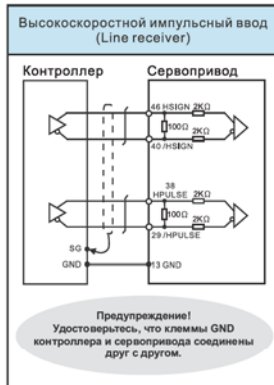 Высокоскоростной импульсный ввод
(Line receiver)
Контроллер Сервопривод
46 HSIGN 2KΩ
100Ω
2KΩ
40 /HSIGN
38
HPULSE 2KΩ
100Ω
2KΩ
29 /HPULSE
SG
GND 13 GND
Предупреждение!
Удостоверьтесь, что клеммы GND
контроллера и сервопривода соединены
друг с другом.